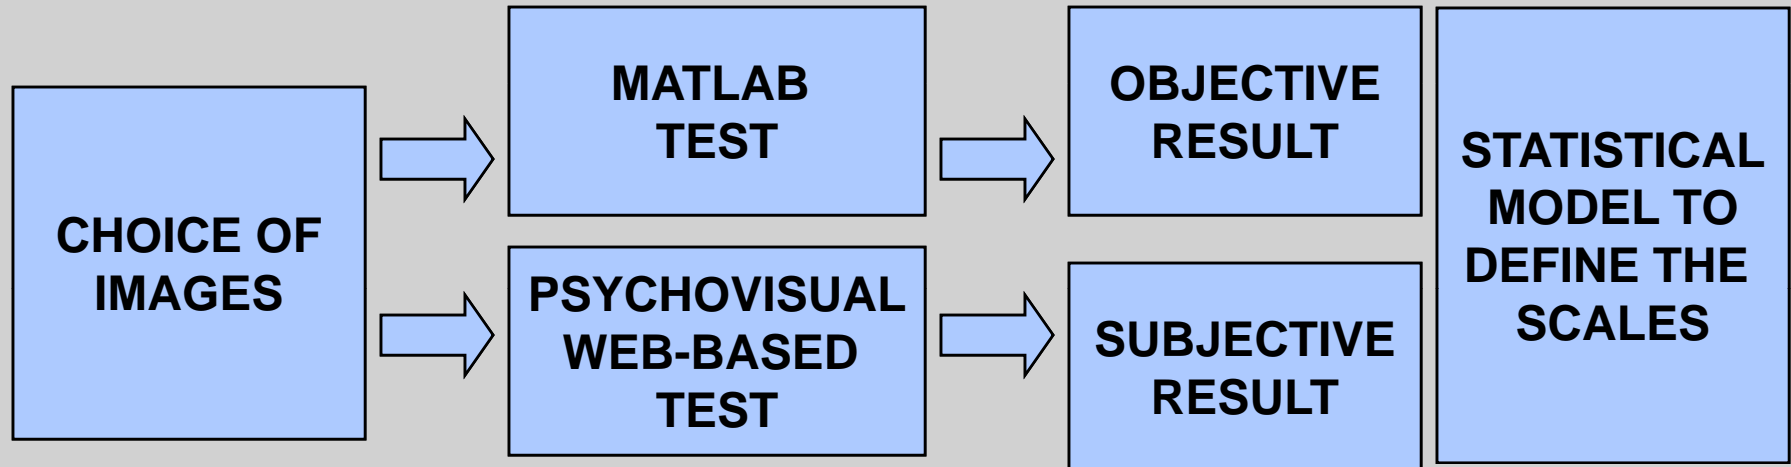 CHOICE OF
IMAGES
MATLAB
TEST
PSYCHOVISUAL
WEB-BASED
TEST
OBJECTIVE
RESULT
SUBJECTIVE
RESULT
STATISTICAL
MODEL TO
DEFINE THE
SCALES